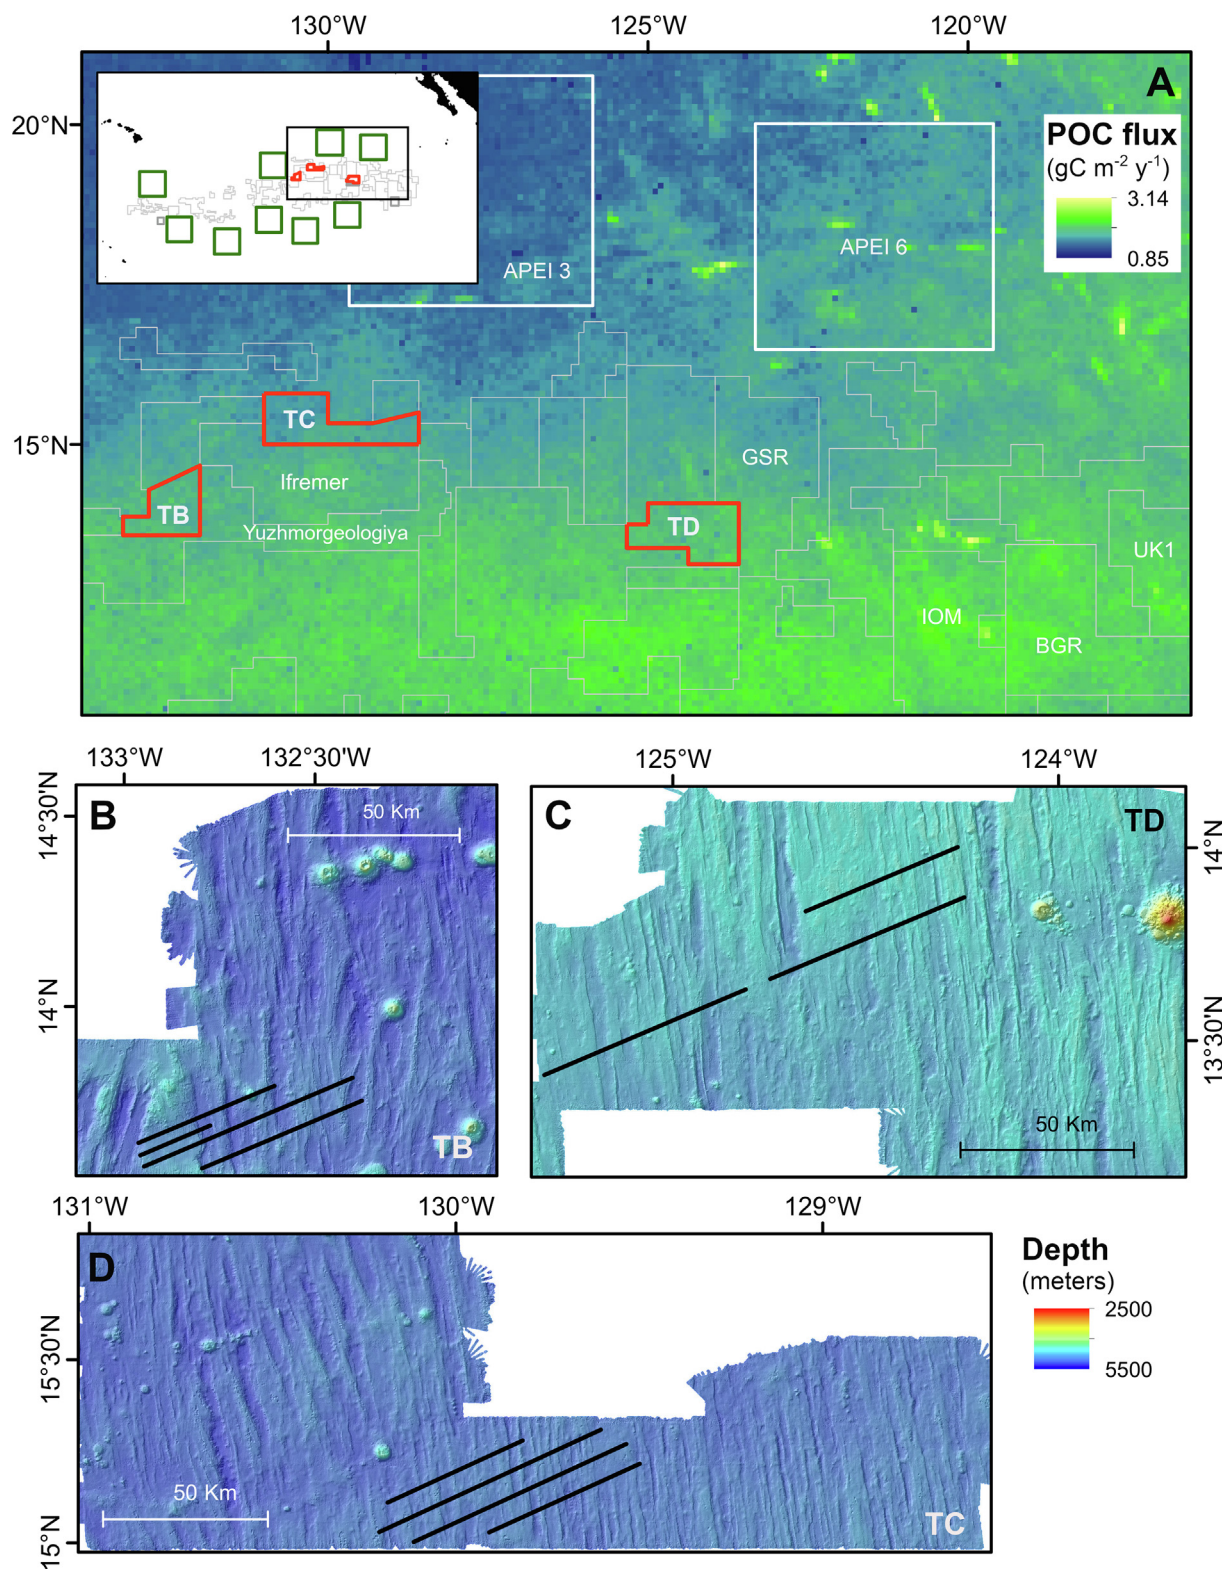 130°W 125°W 120°W
A
20°N
15°N
POC flux
(gC m-2 y-1)
3.14
0.85
APEI 3
APEI 6
TC
GSR
Ifremer
TB
TD
Yuzhmorgeologiya
UK1
IOM
BGR
133°W 132°30'W
14°30'N
14°N
B
50 Km
TB
125°W 124°W
C
TD
14°N
13°30'N
50 Km
131°W 130°W 129°W
D
15°30'N
15°N
50 Km
TC
Depth
(meters)
2500
5500